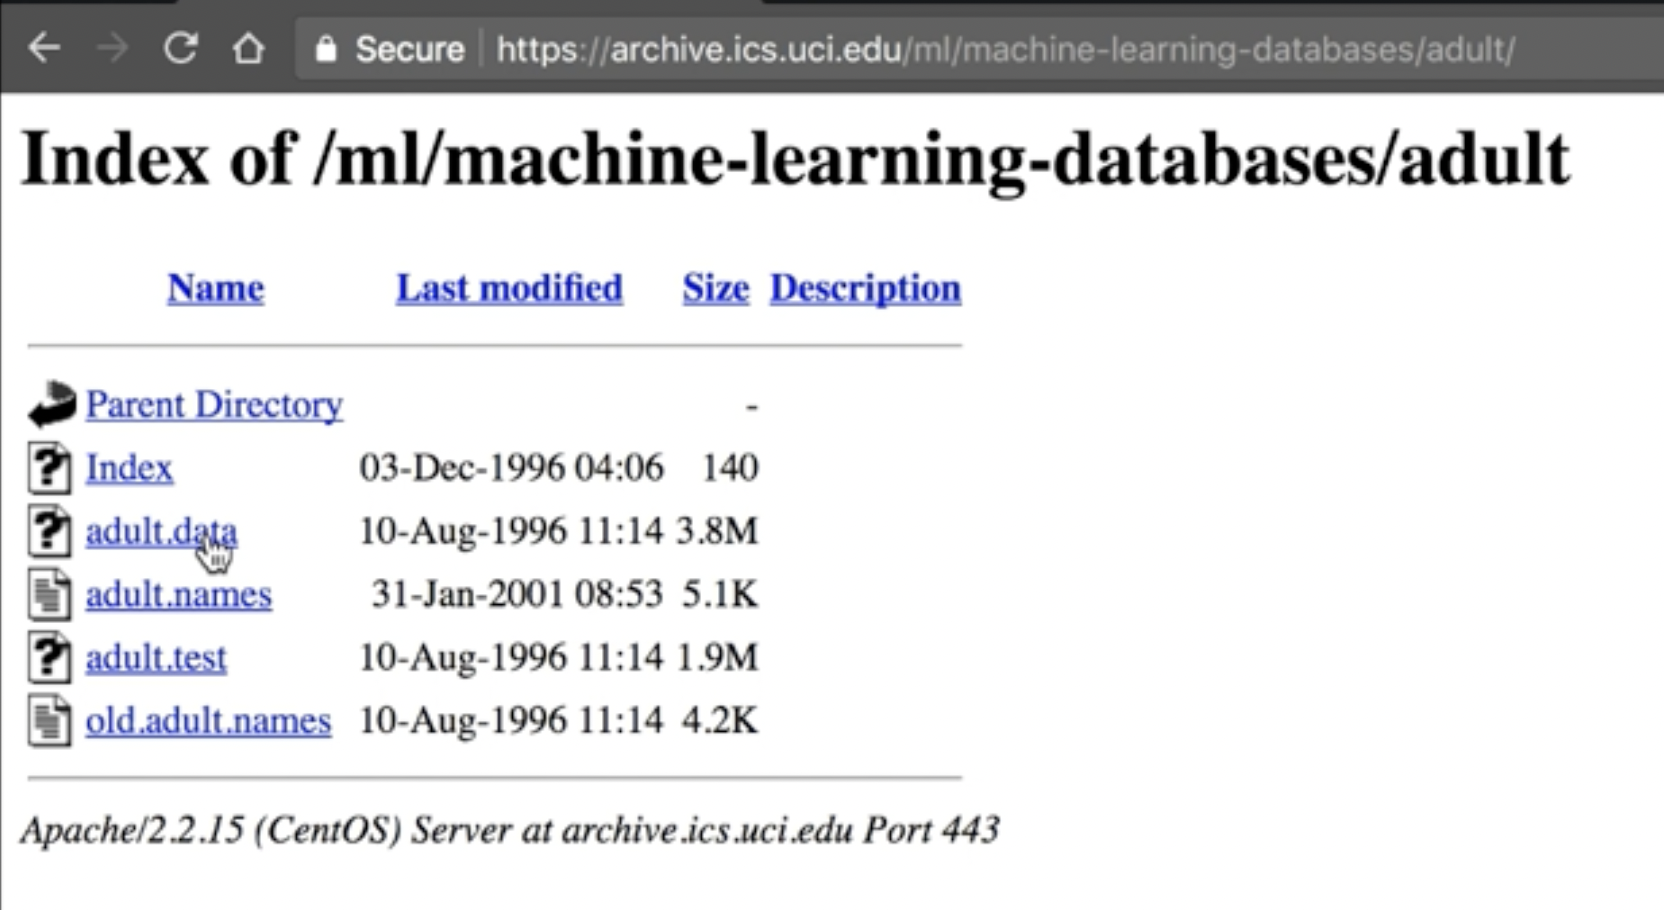 Secure https://archive.ics.uci.edu/ml/machine-learning-databases/adult/
Index of /ml/machine-learning-databases/adult
Name Last modified Size Description
Parent Directory -
Index 03-Dec-1996 04:06 140
adult.data 10-Aug-1996 11:14 3.8M
adult.names 31-Jan-2001 08:53 5.1K
adult.test 10-Aug-1996 11:14 1.9M
old.adult.names 10-Aug-1996 11:14 4.2K
Apache/2.2.15 (CentOS) Server at archive.ics.uci.edu Port 443